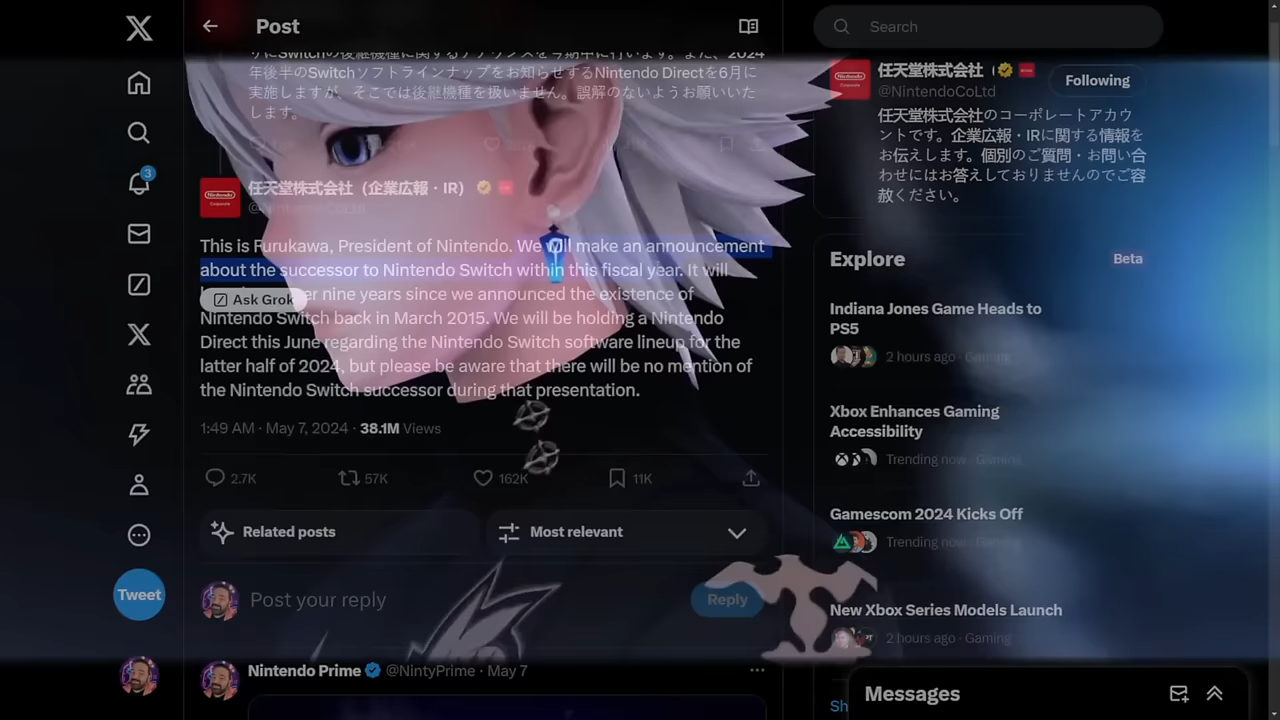 Post
Search
りにSwitchの後継機種に関するアナウンスを今期中に行います。また、2024
年後半のSwitchソフトラインナップをお知らせするNintendo Directを6月に
実施しますが、そこでは後継機種を扱いません。誤解のないようお願いいた
します。
任天堂株式会社（企業広報・IR）
This is Furukawa, President of Nintendo. We will make an announcement
about the successor to Nintendo Switch within this fiscal year. It will
Ask Grok er nine years since we announced the existence of
Nintendo Switch back in March 2015. We will be holding a
Direct this June regarding the Nintendo Switch software lineup for the
latter half of 2024, but please be aware that there will be no mention of
the Nintendo Switch successor during that presentation.
1:49 AM · May 7, 2024 · 38.1M Views
2.7K
57K
162K
11K
Related posts
Most relevant
Post your reply
Reply
Nintendo Prime @NintyPrime · May 7
3
Tweet
Nintendo
Corporate
任天堂株式会社（
@NintendoCoLtd
Following
任天堂株式会社のコーポレートアカウ
ントです。企業広報・IRに関する情報を
お伝えします。個別のご質問・お問い合
わせにはお答えしておりませんのでご容
赦ください。
Explore
Beta
Indiana Jones Game Heads to
PS5
2 hours ago · Gaming
Xbox Enhances Gaming
Accessibility
Trending now · Gaming
Gamescom 2024 Kicks Off
Trending now · Gaming
New Xbox Series Models Launch
2 hours ago · Gaming
Sh
Messages